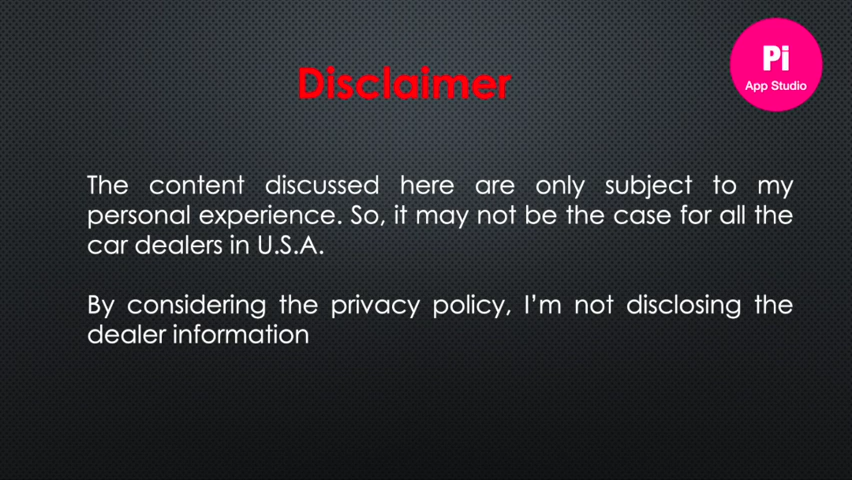 Disclaimer
Pi
App Studio
The content discussed here are only subject to my
personal experience. So, it may not be the case for all the
car dealers in U.S.A.
By considering the privacy policy, I'm not disclosing the
dealer information